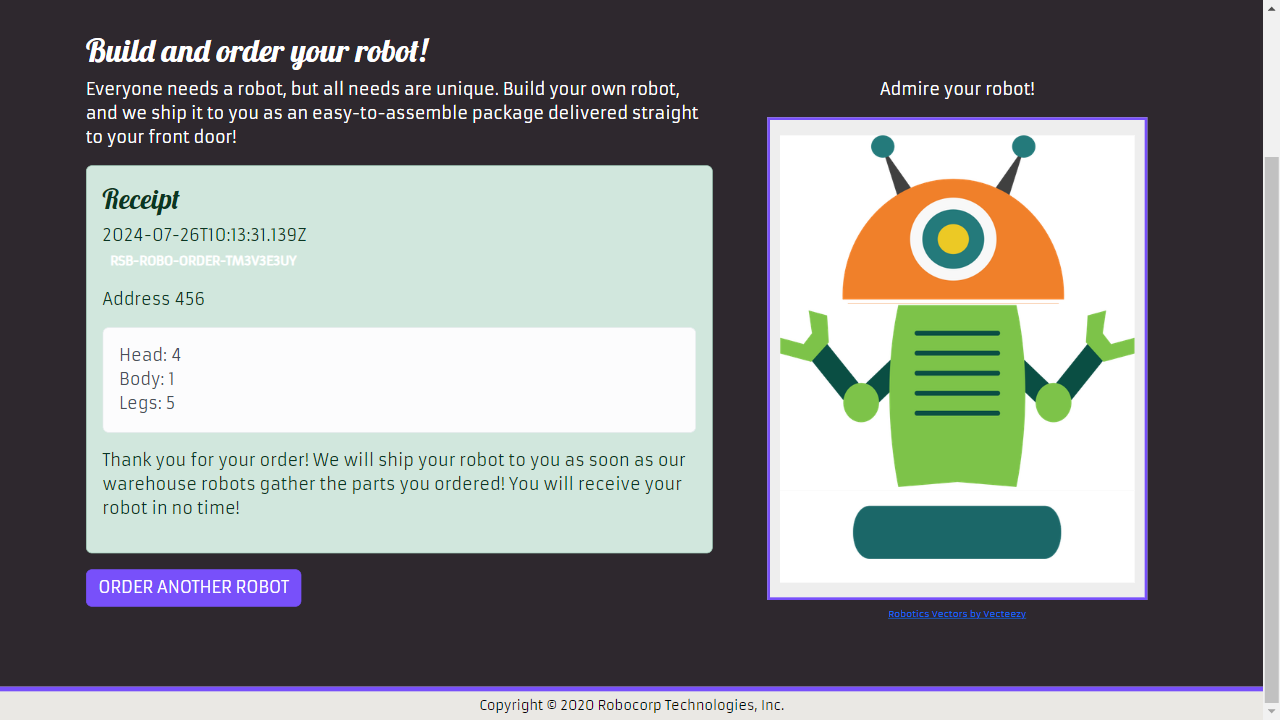 Build and order your robot!
Everyone needs a robot, but all needs are unique. Build your own robot,
and we ship it to you as an easy-to-assemble package delivered straight
to your front door!
Receipt
2024-07-26T10:13:31.139Z
RSB-ROBO-ORDER-TM3V3E3UY
Address 456
Head: 4
Body: 1
Legs: 5
Thank you for your order! We will ship your robot to you as soon as our
warehouse robots gather the parts you ordered! You will receive your
robot in no time!
ORDER ANOTHER ROBOT
Admire your robot!
Robotics Vectors by Vecteezy
Copyright © 2020 Robocorp Technologies, Inc.